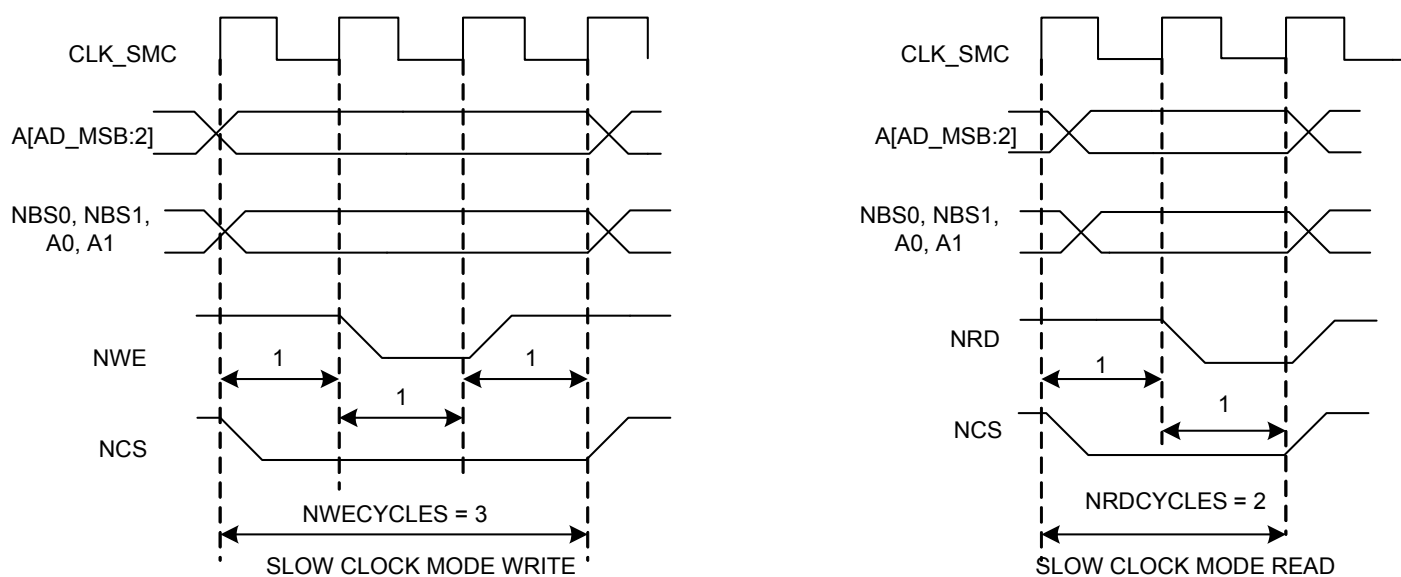 CLK_SMC
A[AD_MSB:2]
NBS0, NBS1,
A0, A1
NWE
1
1
1
NCS
NWECYCLES = 3
SLOW CLOCK MODE WRITE
CLK_SMC
A[AD_MSB:2]
NBS0, NBS1,
A0, A1
NRD
1
1
NCS
NRDCYCLES = 2
SLOW CLOCK MODE READ